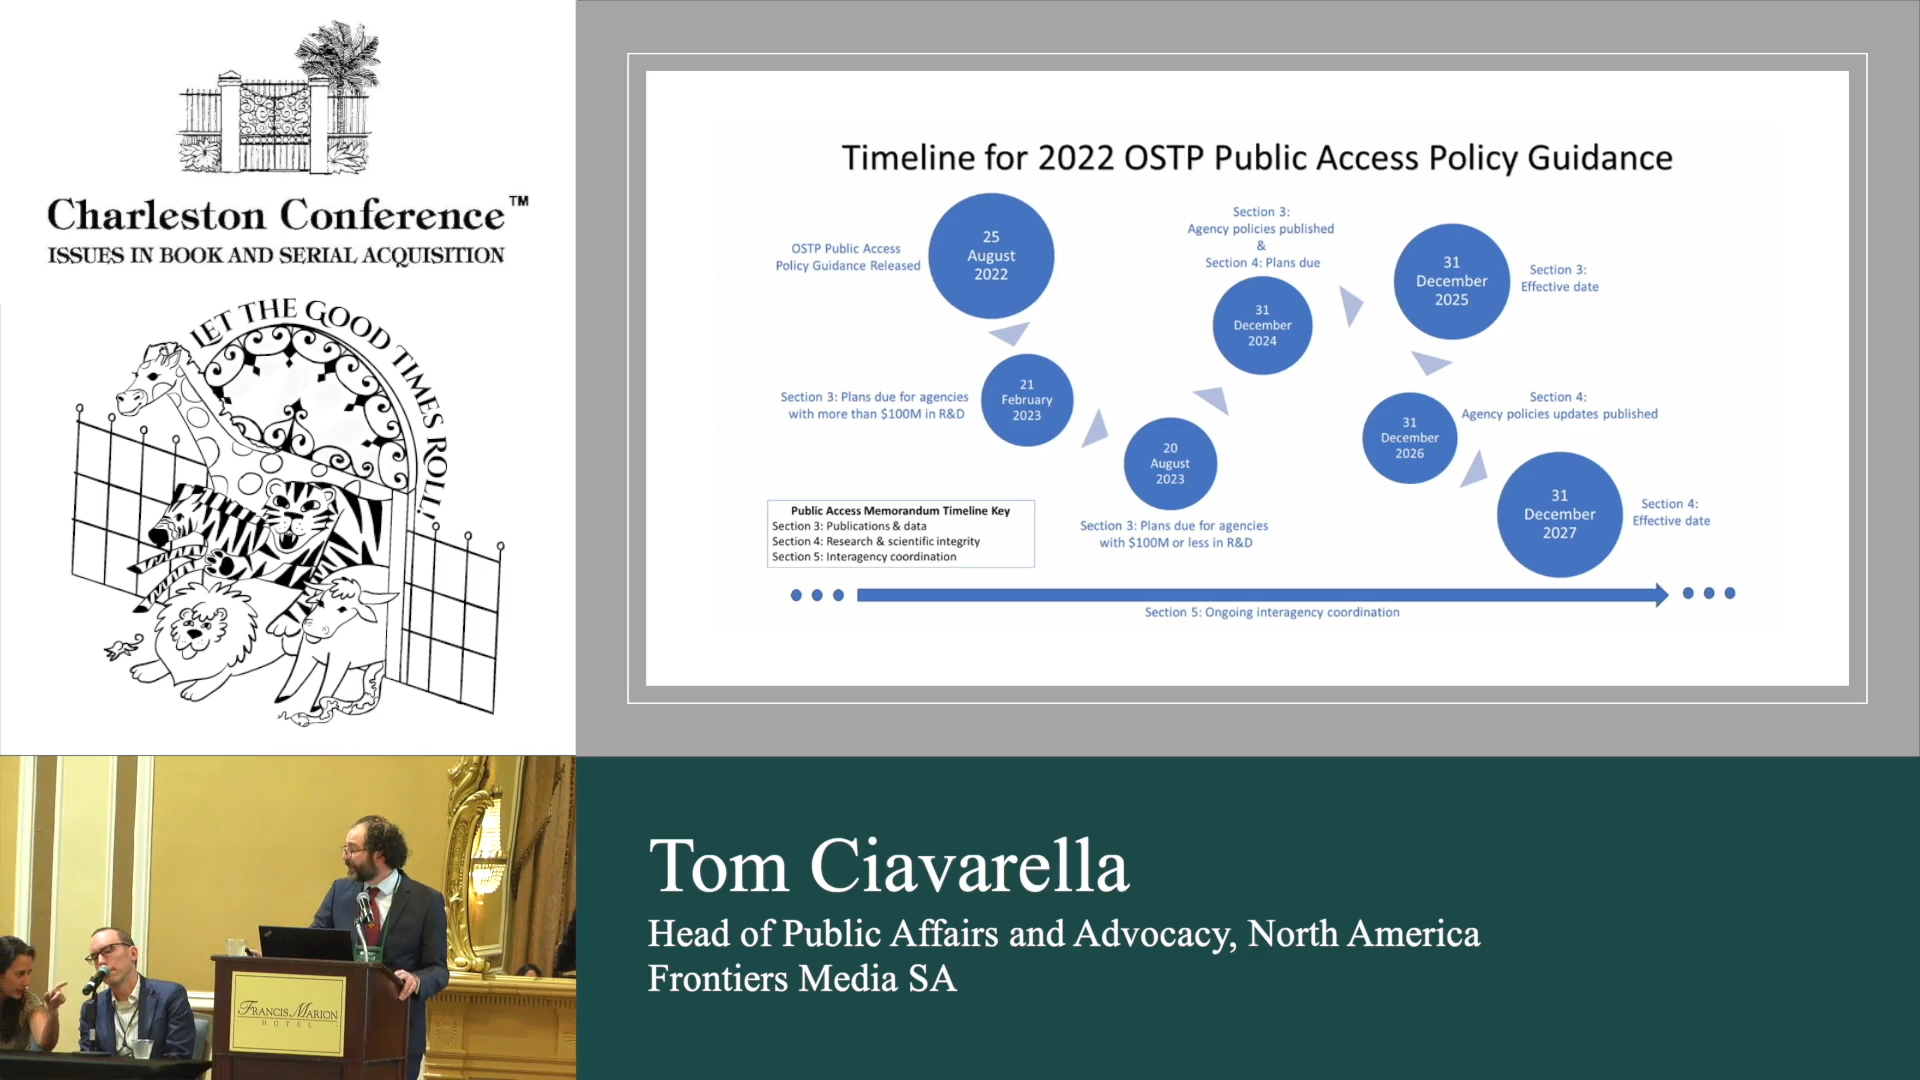 Charleston Conference™
ISSUES IN BOOK AND SERIAL ACQUISITION
LET THE GOOD TIMES ROLL!
Timeline for 2022 OSTP Public Access Policy Guidance
OSTP Public Access
Policy Guidance Released
25
August
2022
Section 3: Plans due for agencies
with more than $100M in R&D
21
February
2023
20
August
2023
Section 3: Plans due for agencies
with $100M or less in R&D
Section 3:
Agency policies published
&
Section 4: Plans due
31
December
2024
31
December
2025
Section 3:
Effective date
31
December
2026
Section 4:
Agency policies updates published
31
December
2027
Section 4:
Effective date
Public Access Memorandum Timeline Key
Section 3: Publications & data
Section 4: Research & scientific integrity
Section 5: Interagency coordination
Section 5: Ongoing interagency coordination
FRANCIS MARION
HOTEL
Tom Ciavarella
Head of Public Affairs and Advocacy, North America
Frontiers Media SA